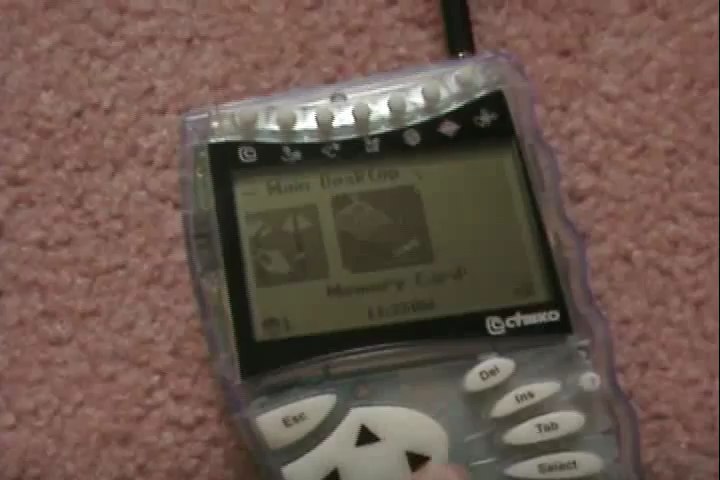 Main Desktop
Memory Card
cybiko
Del
Ins
Esc
Tab
Select